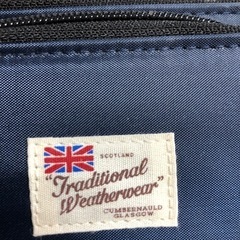 SCOTLAND
"Traditional
Weatherwear"
CUMBERNAULD
GLASGOW